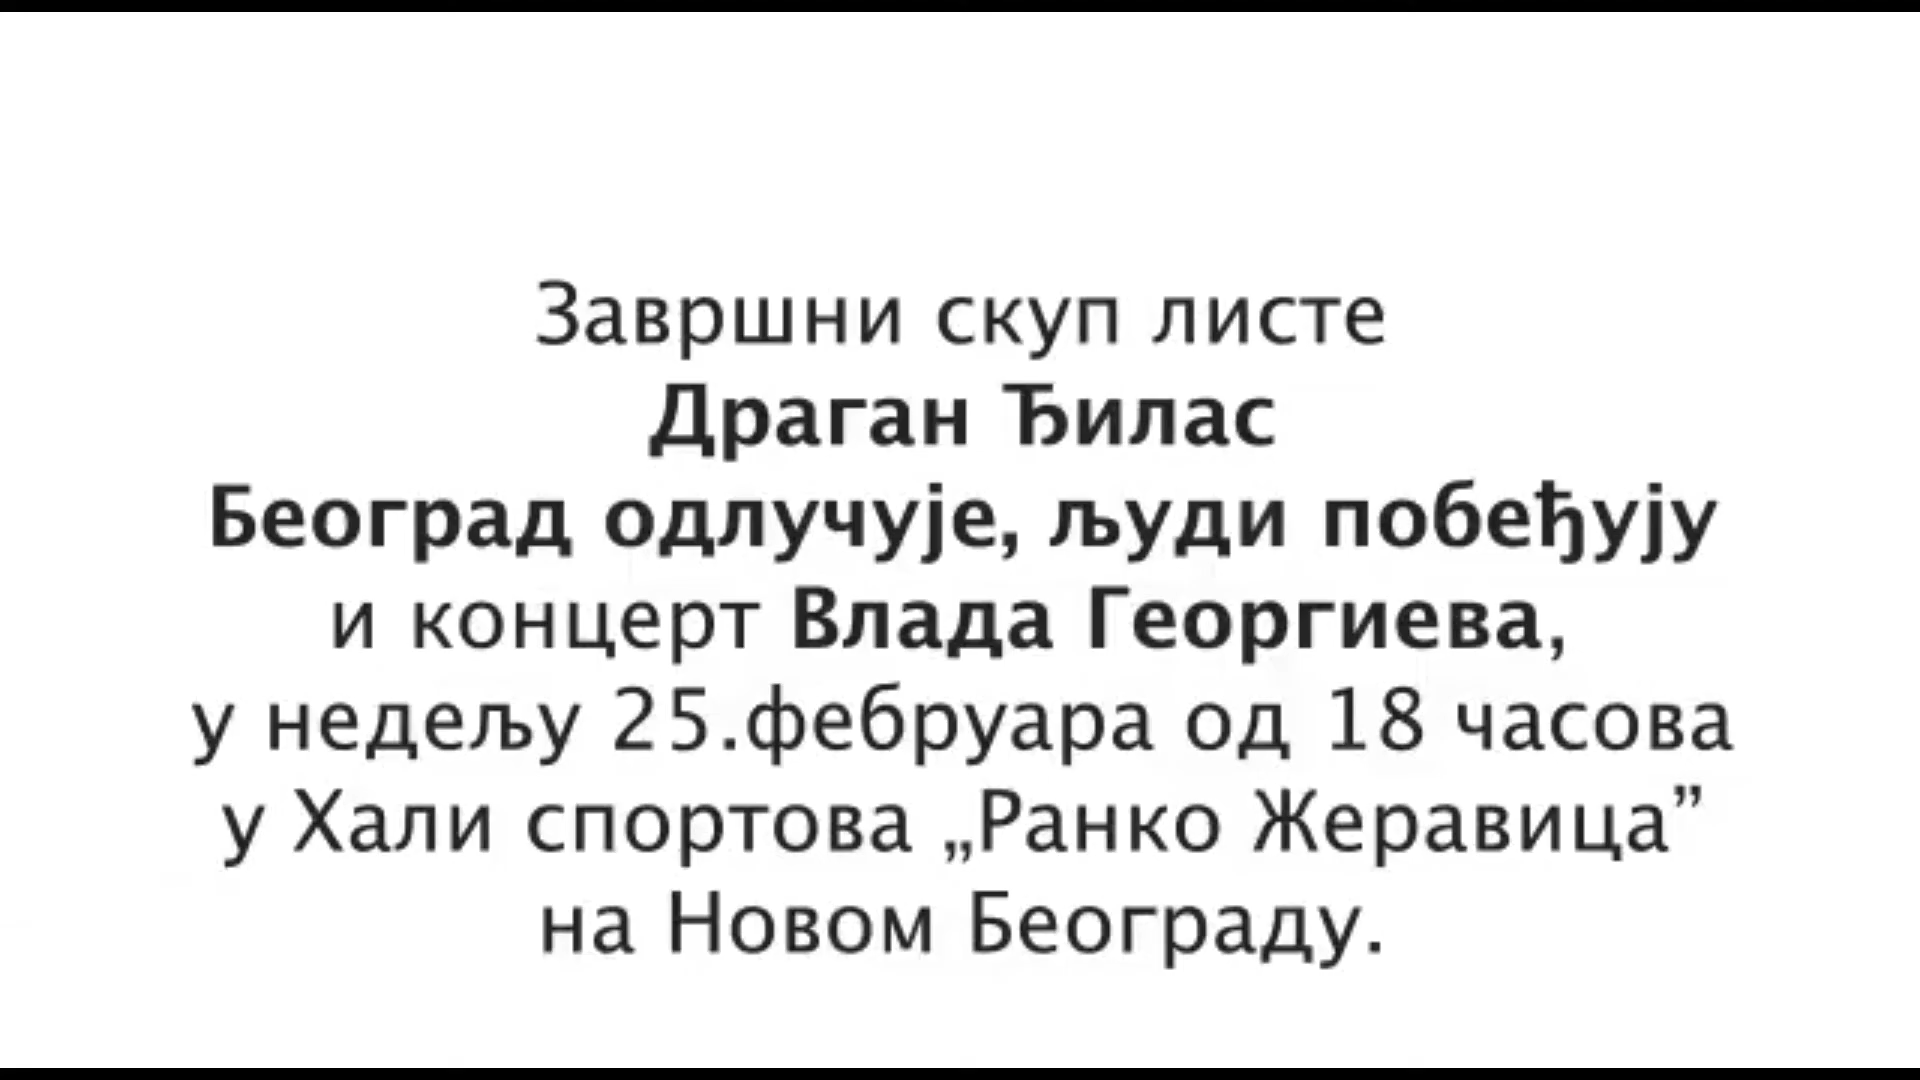 Завршни скуп листе
Драган Ђилас
Београд одлучује, људи побеђују
и концерт Влада Георгиева,
у недељу 25.фебруара од 18 часова
у Хали спортова „Ранко Жеравица”
на Новом Београду.